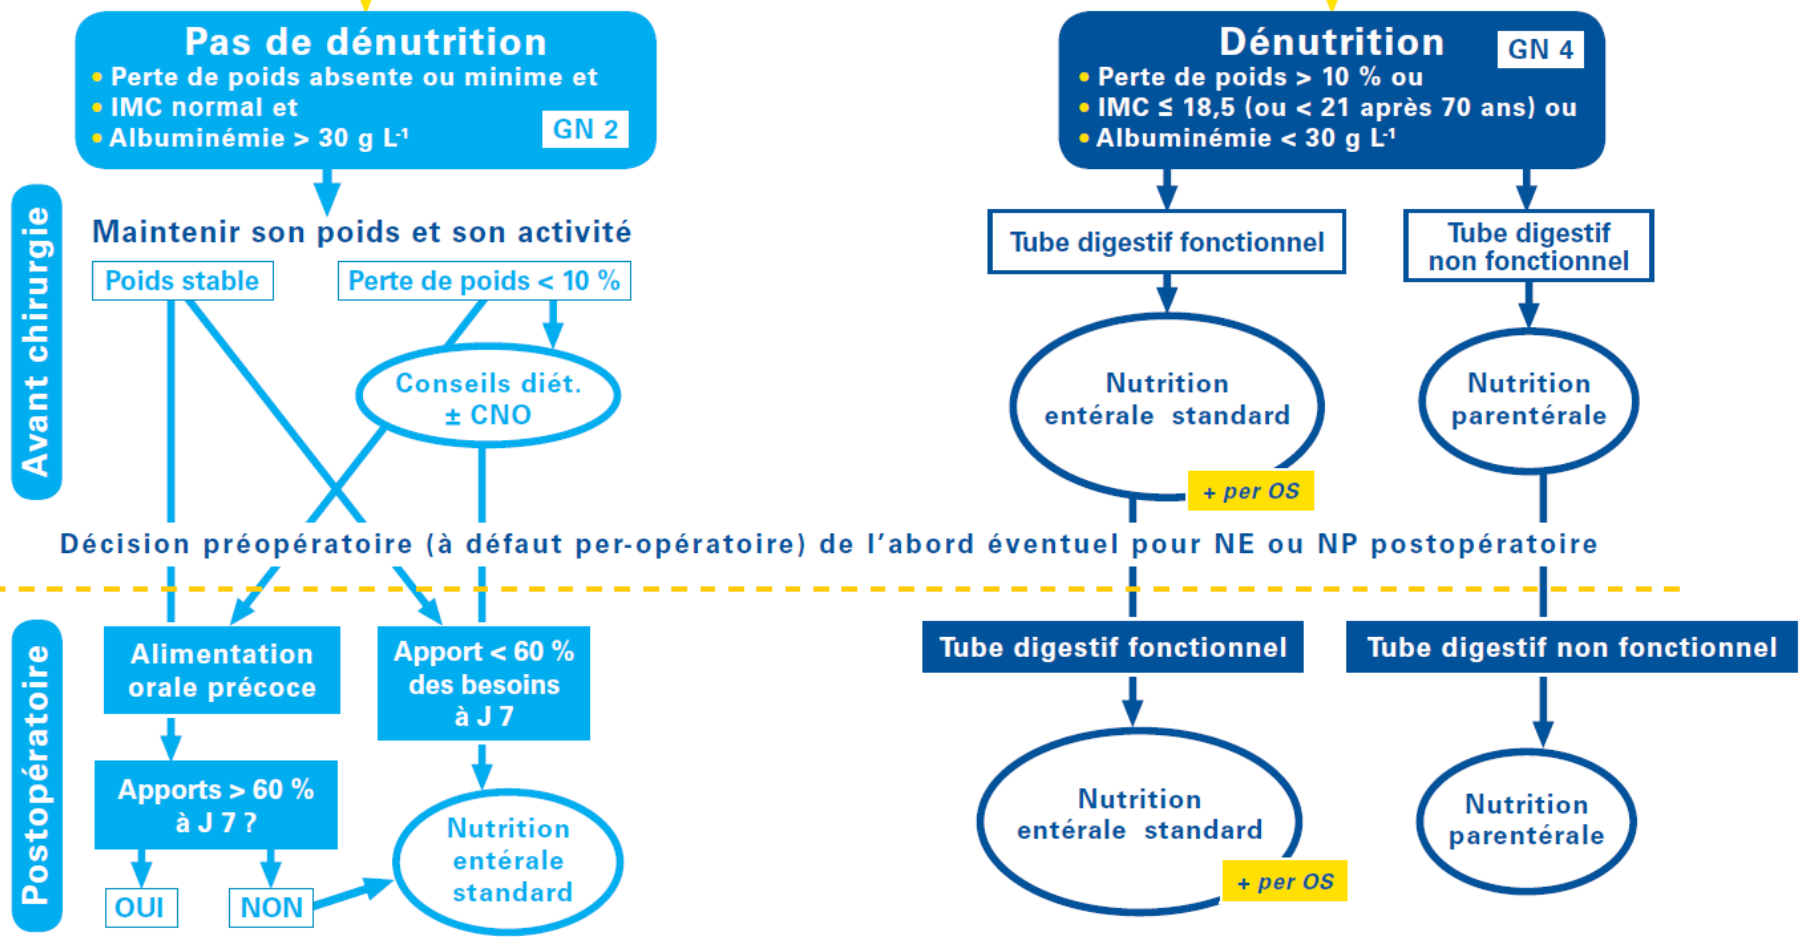 Pas de dénutrition
• Perte de poids absente ou minime et
• IMC normal et
• Albuminémie > 30 g L-1
GN 2
Dénutrition
GN 4
• Perte de poids > 10 % ou
• IMC ≤ 18,5 (ou < 21 après 70 ans) ou
• Albuminémie < 30 g L-1
Avant chirurgie
Maintenir son poids et son activité
Poids stable
Perte de poids < 10 %
Conseils diét.
± CNO
Tube digestif fonctionnel
Tube digestif
non fonctionnel
Nutrition
entérale standard
+ per OS
Nutrition
parentérale
Décision préopératoire (à défaut per-opératoire) de l'abord éventuel pour NE ou NP postopératoire
Postopératoire
Alimentation
orale précoce
Apport < 60 %
des besoins
à J 7
Apports > 60 %
à J 7 ?
OUI
NON
Nutrition
entérale
standard
Tube digestif fonctionnel
Tube digestif non fonctionnel
Nutrition
entérale standard
+ per OS
Nutrition
parentérale